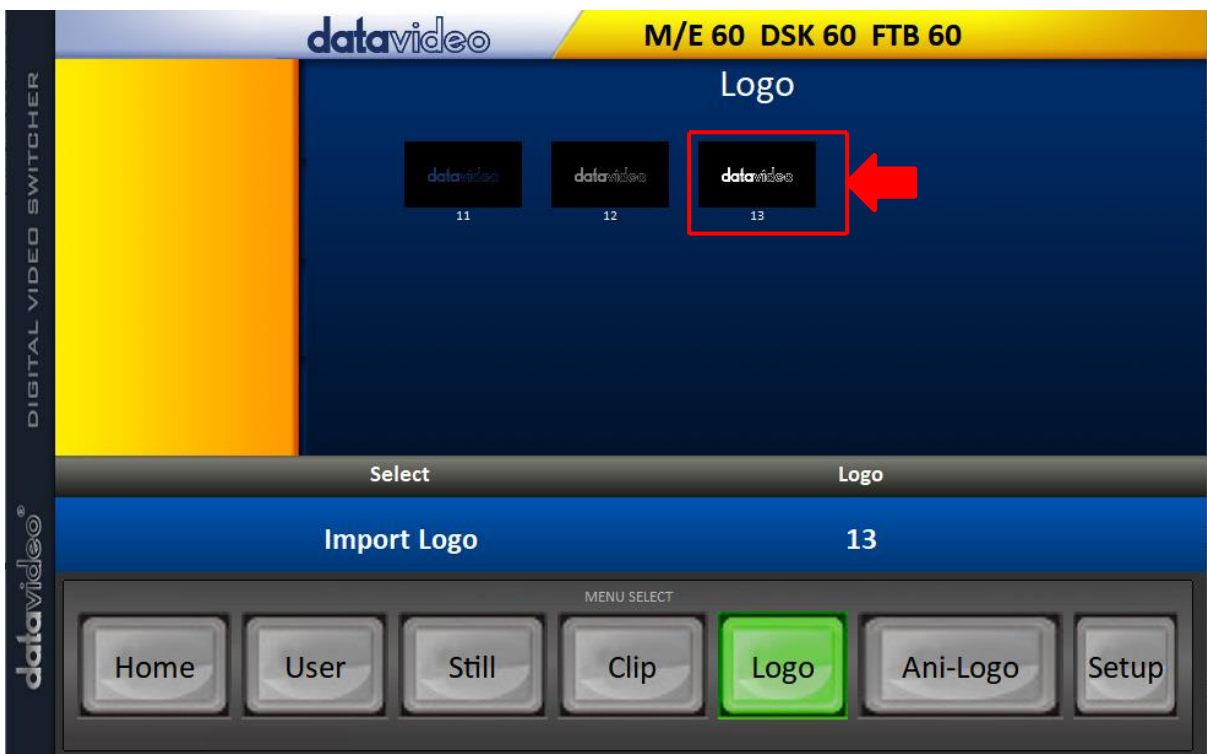 datavideo
M/E 60 DSK 60 FTB 60
DIGITAL VIDEO SWITCHER
datavideo®
Logo
datavideo
datavideo
datavideo
11
12
13
Select
Logo
Import Logo
13
MENU SELECT
Home
User
Still
Clip
Logo
Ani-Logo
Setup